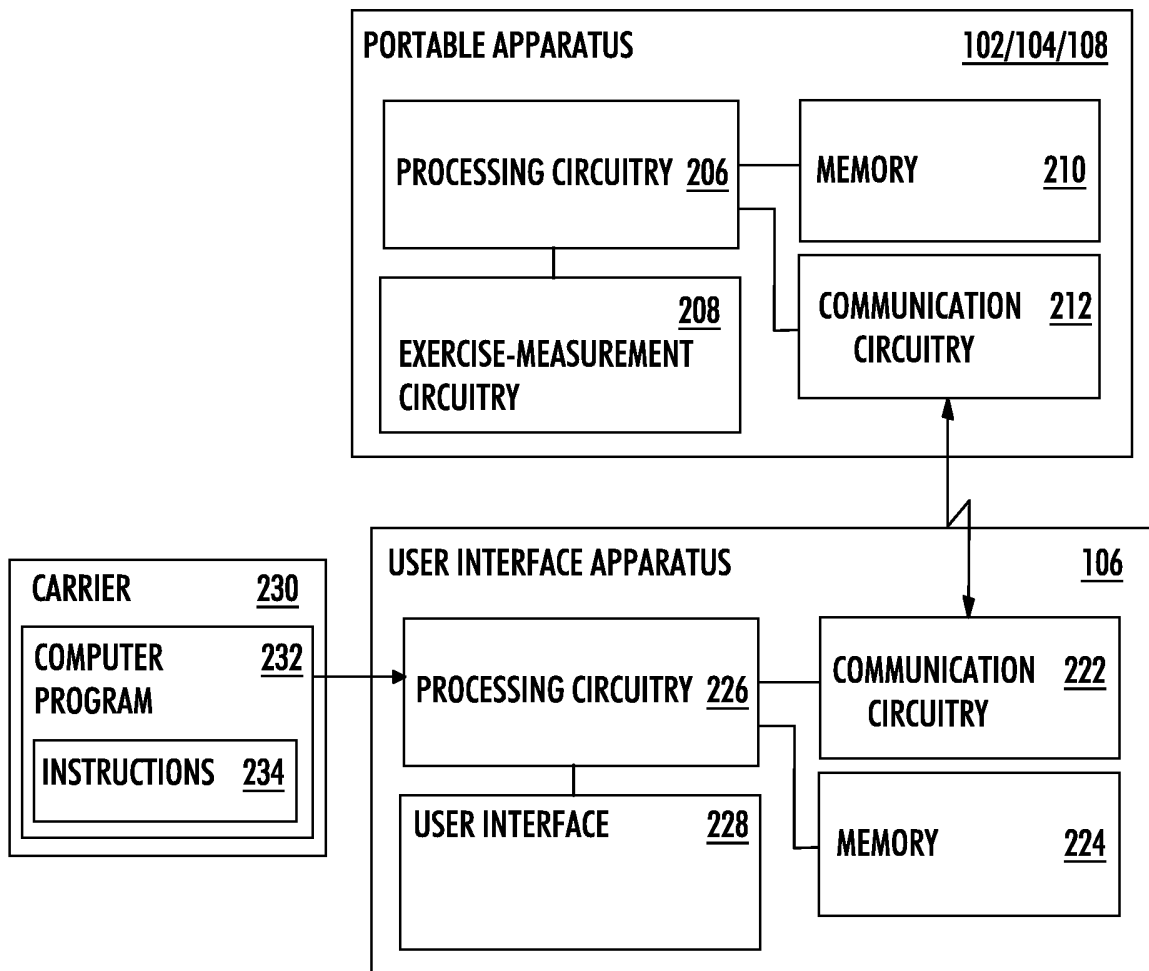 PORTABLE APPARATUS 102/104/108
PROCESSING CIRCUITRY 206
MEMORY 210
208
EXERCISE-MEASUREMENT
CIRCUITRY
COMMUNICATION 212
CIRCUITRY
CARRIER 230
COMPUTER 232
PROGRAM
INSTRUCTIONS 234
USER INTERFACE APPARATUS 106
PROCESSING CIRCUITRY 226
COMMUNICATION 222
CIRCUITRY
USER INTERFACE 228
MEMORY 224